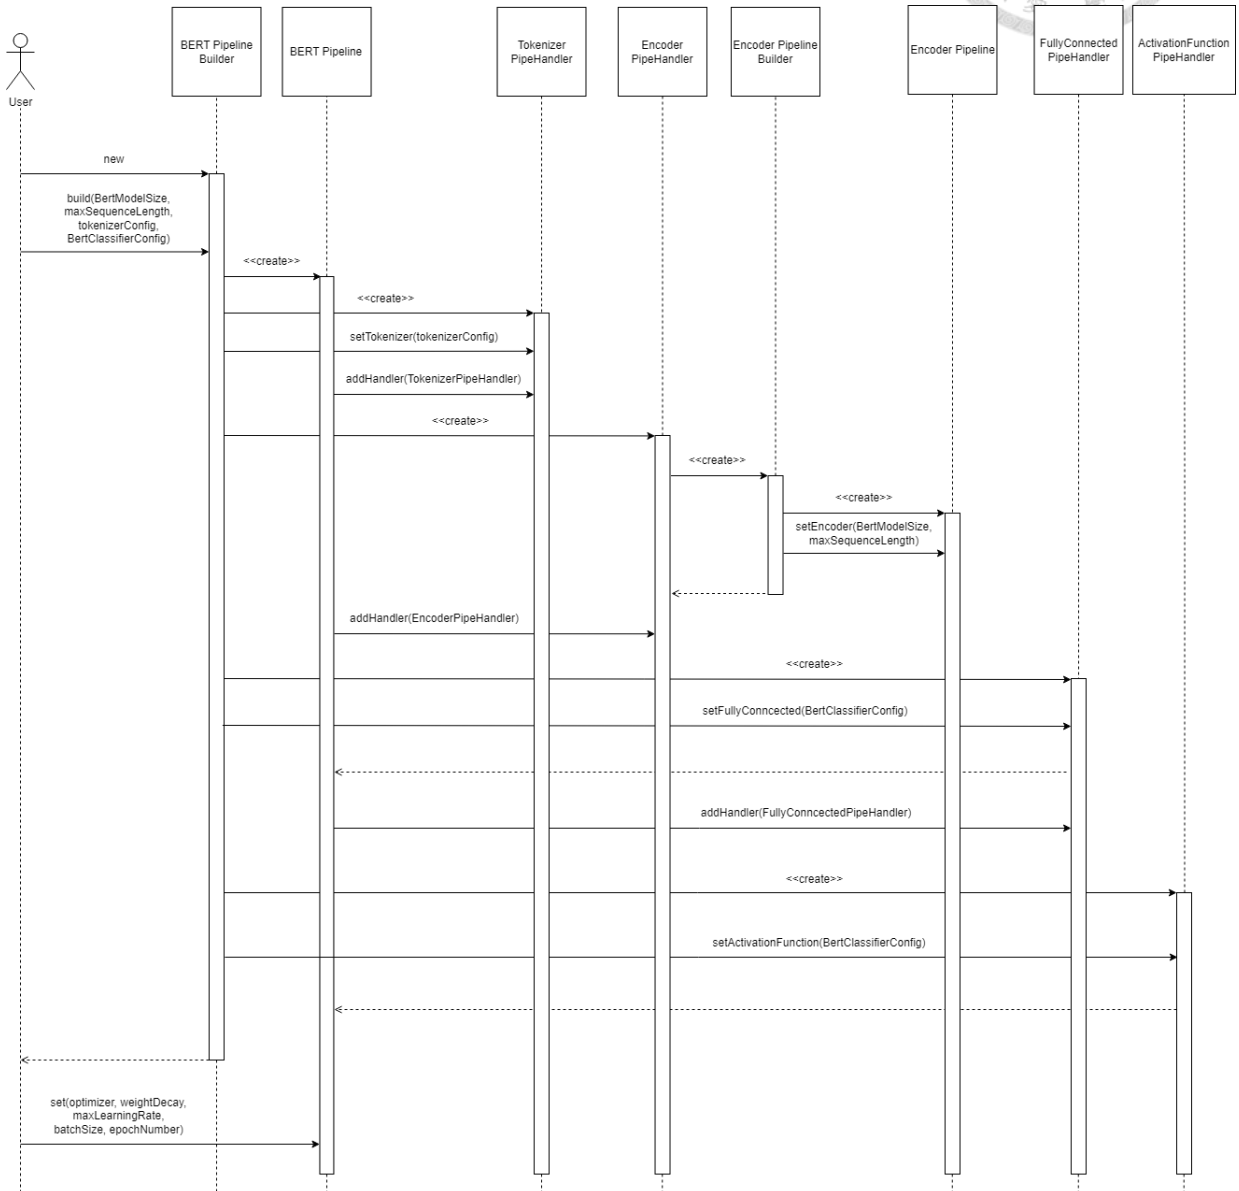 BERT Pipeline
Builder
BERT Pipeline
Tokenizer
PipeHandler
Encoder
PipeHandler
Encoder Pipeline
Builder
Encoder Pipeline
FullyConnected
PipeHandler
ActivationFunction
PipeHandler
User
new
build(BertModelSize,
maxSequenceLength,
tokenizerConfig,
BertClassifierConfig)
<<create>>
<<create>>
setTokenizer(tokenizerConfig)
addHandler(TokenizerPipeHandler)
<<create>>
<<create>>
<<create>>
setEncoder(BertModelSize,
maxSequenceLength)
addHandler(EncoderPipeHandler)
<<create>>
setFullyConncected(BertClassifierConfig)
addHandler(FullyConncectedPipeHandler)
<<create>>
setActivationFunction(BertClassifierConfig)
set(optimizer, weightDecay,
maxLearningRate,
batchSize, epochNumber)